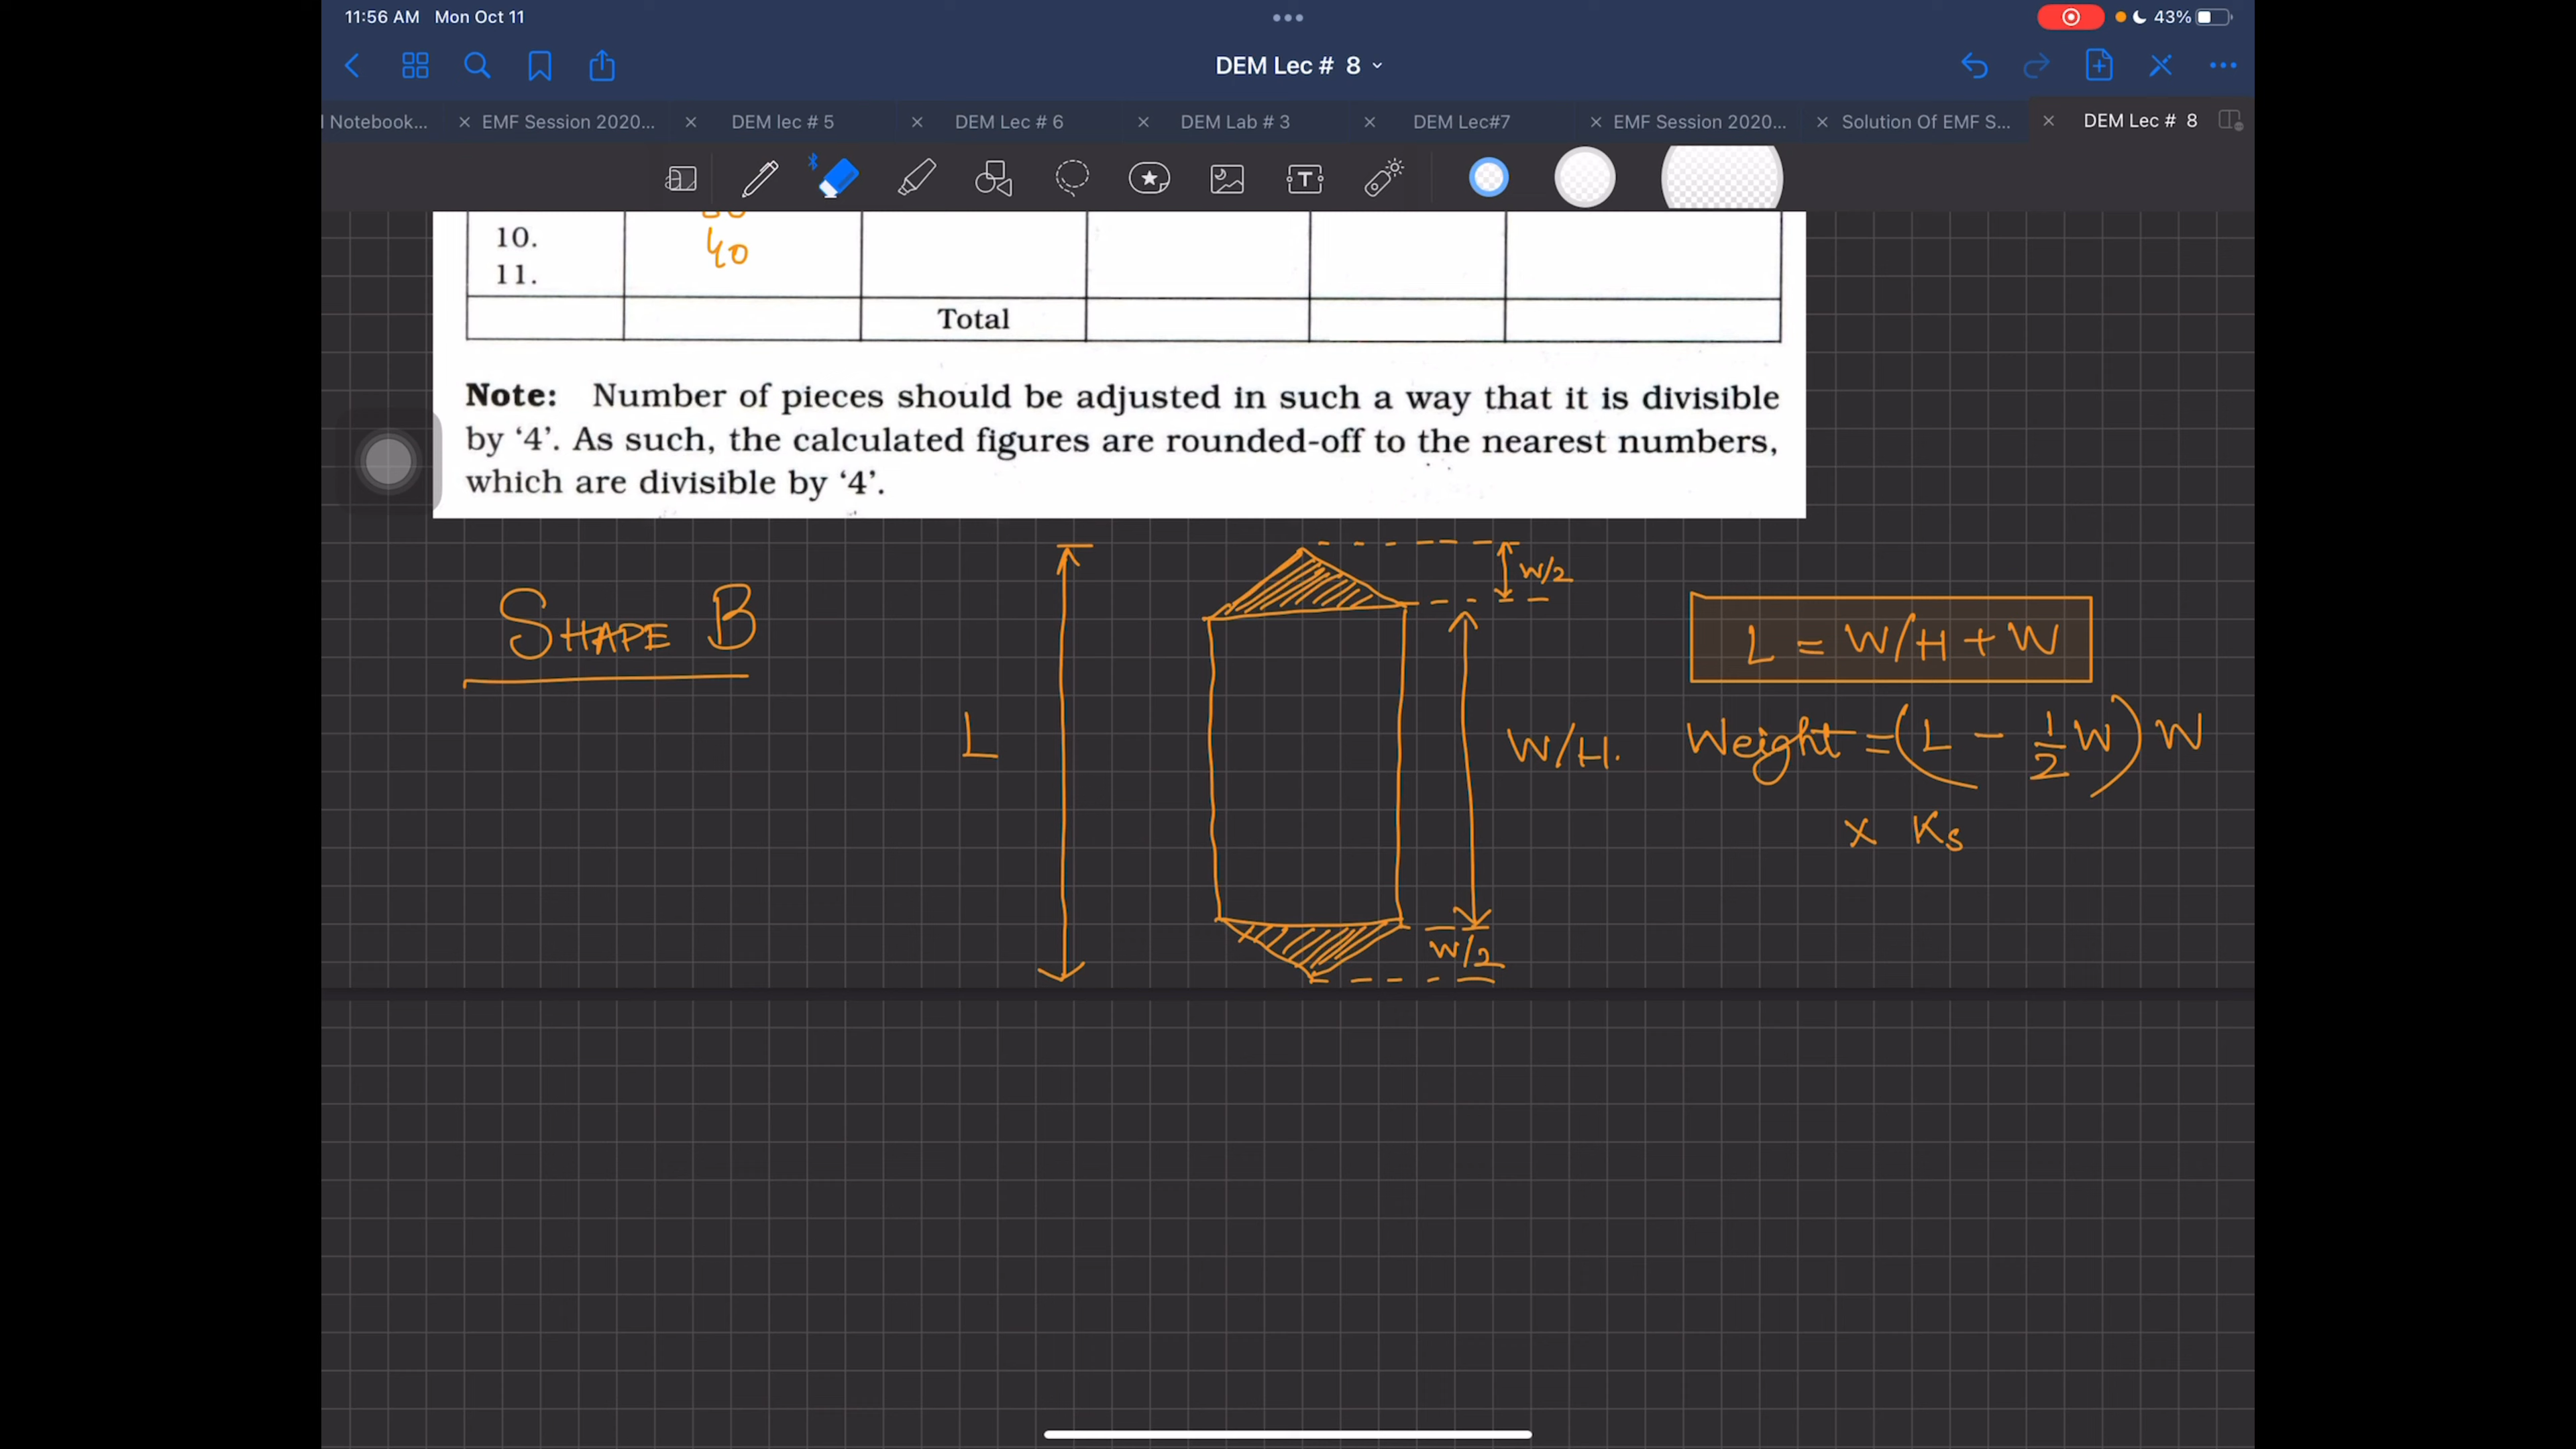 11:56 AM Mon Oct 11
43%
DEM Lec # 8
l Notebook... EMF Session 2020... DEM lec # 5 DEM Lec # 6 DEM Lab # 3 DEM Lec#7 EMF Session 2020... Solution Of EMF S... DEM Lec # 8
10.
40
11.
Total
Note: Number of pieces should be adjusted in such a way that it is divisible
by ‘4’. As such, the calculated figures are rounded-off to the nearest numbers,
which are divisible by ‘4’.
SHAPE B
L
W/2
W/H.
W/2
L = W/H + W
Weight = (L - 1/2 W) W
x Ks